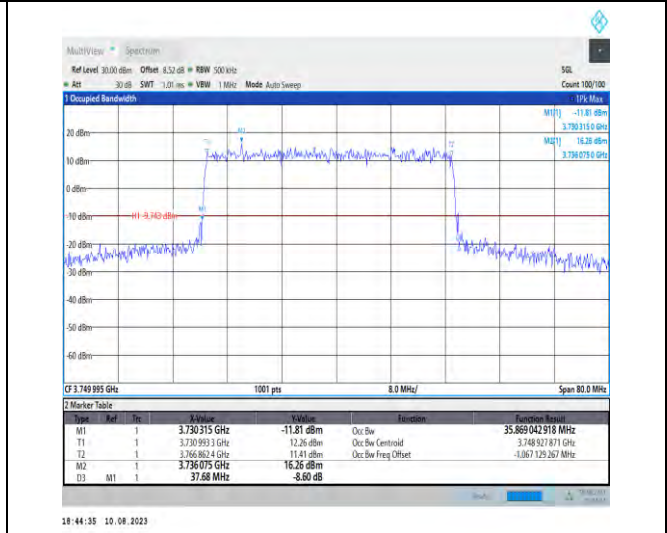 MultiView Spectrum
Ref Level 30.00 dBm Offset 8.52 dB RBW 500 kHz SGL
Att 30 dB SWT 1.01 ms VBW 1 MHz Mode Auto Sweep Count 100/100
1 Occupied Bandwidth 1Pk Max
M1[1] -11.81 dBm
3.730 315 0 GHz
M2[1] 16.26 dBm
3.736 075 0 GHz
20 dBm
M2
T1
T2
10 dBm
0 dBm
M1
-10 dBm
H1 -9.743 dBm
-20 dBm
-30 dBm
-40 dBm
-50 dBm
-60 dBm
CF 3.749 995 GHz 1001 pts 8.0 MHz/ Span 80.0 MHz
2 Marker Table
Type Ref Trc X-Value Y-Value Function Function Result
M1 1 3.730 315 GHz -11.81 dBm Occ Bw 35.869 042 918 MHz
T1 1 3.730 993 3 GHz 12.26 dBm Occ Bw Centroid 3.748 927 871 GHz
T2 1 3.766 862 4 GHz 11.41 dBm Occ Bw Freq Offset -1.067 129 267 MHz
M2 1 3.736 075 GHz 16.26 dBm
D3 M1 1 37.68 MHz -8.60 dB
18:44:35 10.08.2023